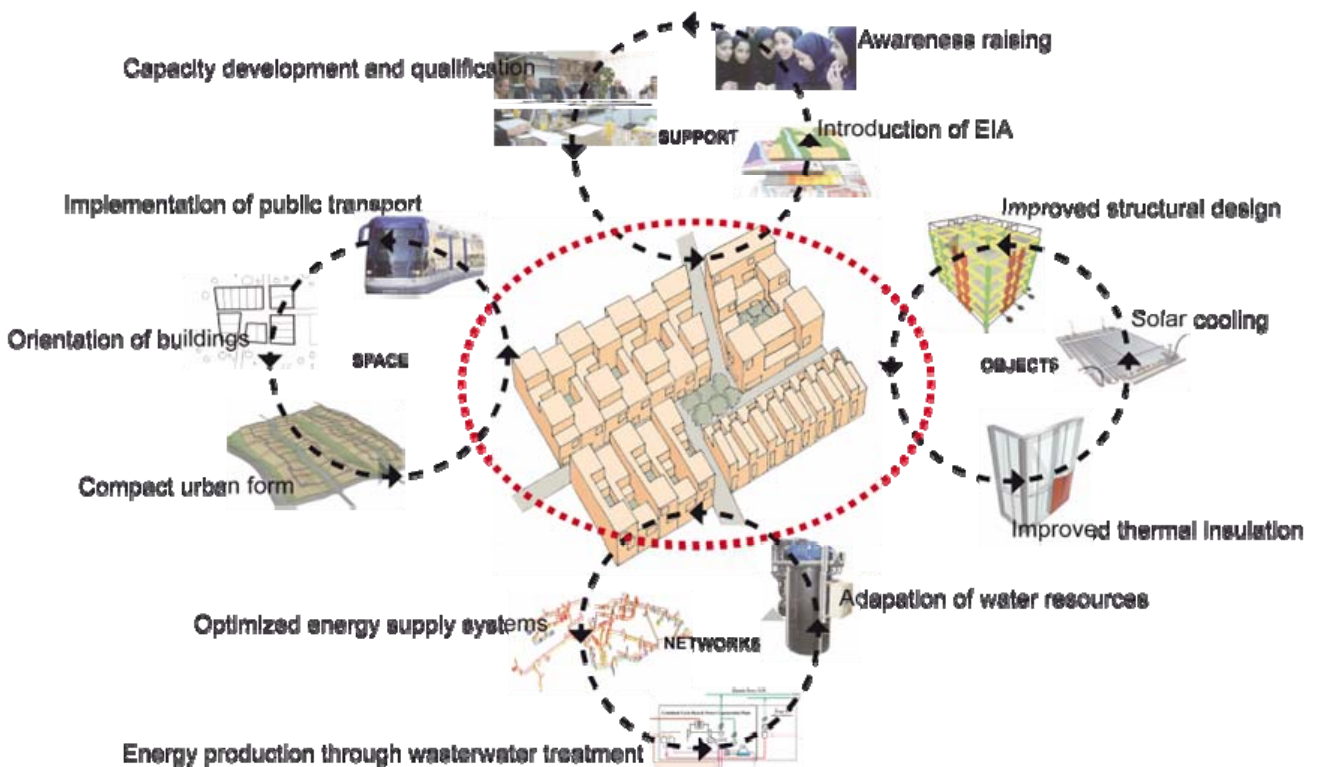 Awareness raising
Capacity development and qualification
SUPPORT
Introduction of EIA
Implementation of public transport
Improved structural design
Orientation of buildings
SPACE
Solar cooling
OBJECTS
Compact urban form
Improved thermal insulation
Adapation of water resources
Optimized energy supply systems
NETWORKS
Energy production through wasterwater treatment